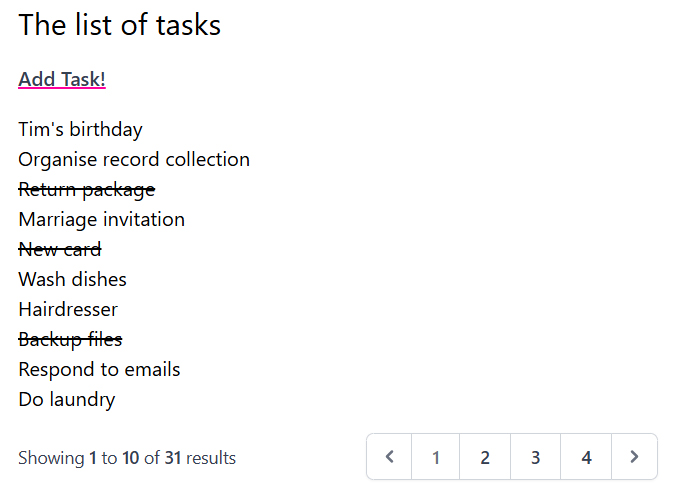 The list of tasks
Add Task!
Tim's birthday
Organise record collection
Return package
Marriage invitation
New card
Wash dishes
Hairdresser
Backup files
Respond to emails
Do laundry
Showing 1 to 10 of 31 results
1 2 3 4